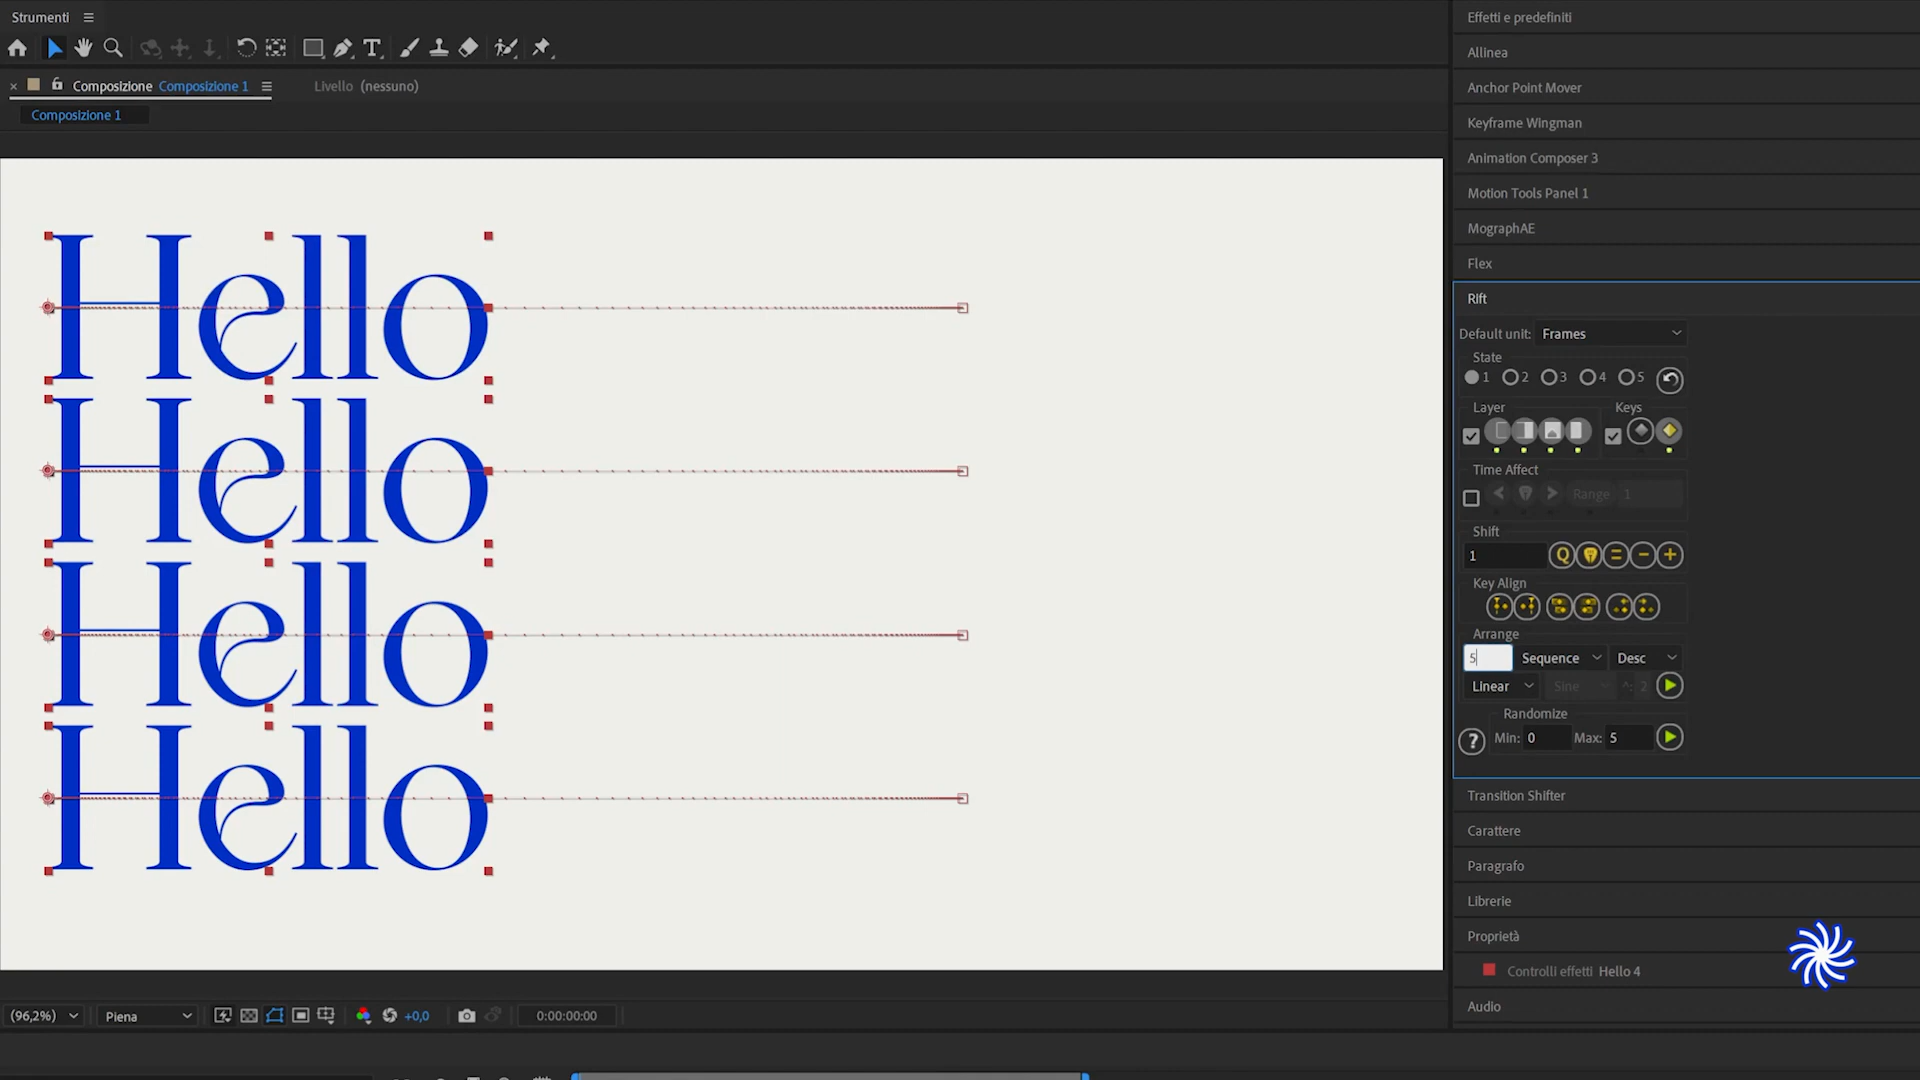 Strumenti
Composizione Composizione 1
Livello (nessuno)
Composizione 1
Hello
Hello
Hello
Hello
(96,2%)
Piena
+0,0
0:00:00:00
Effetti e predefiniti
Allinea
Anchor Point Mover
Keyframe Wingman
Animation Composer 3
Motion Tools Panel 1
MographAE
Flex
Rift
Default unit: Frames
State
1 2 3 4 5
Layer Keys
Time Affect
Range 1
Shift
1 Q
Key Align
Arrange
5 Sequence Desc
Linear Sine ^: 2
Randomize
? Min: 0 Max: 5
Transition Shifter
Carattere
Paragrafo
Librerie
Proprietà
Controlli effetti Hello 4
Audio